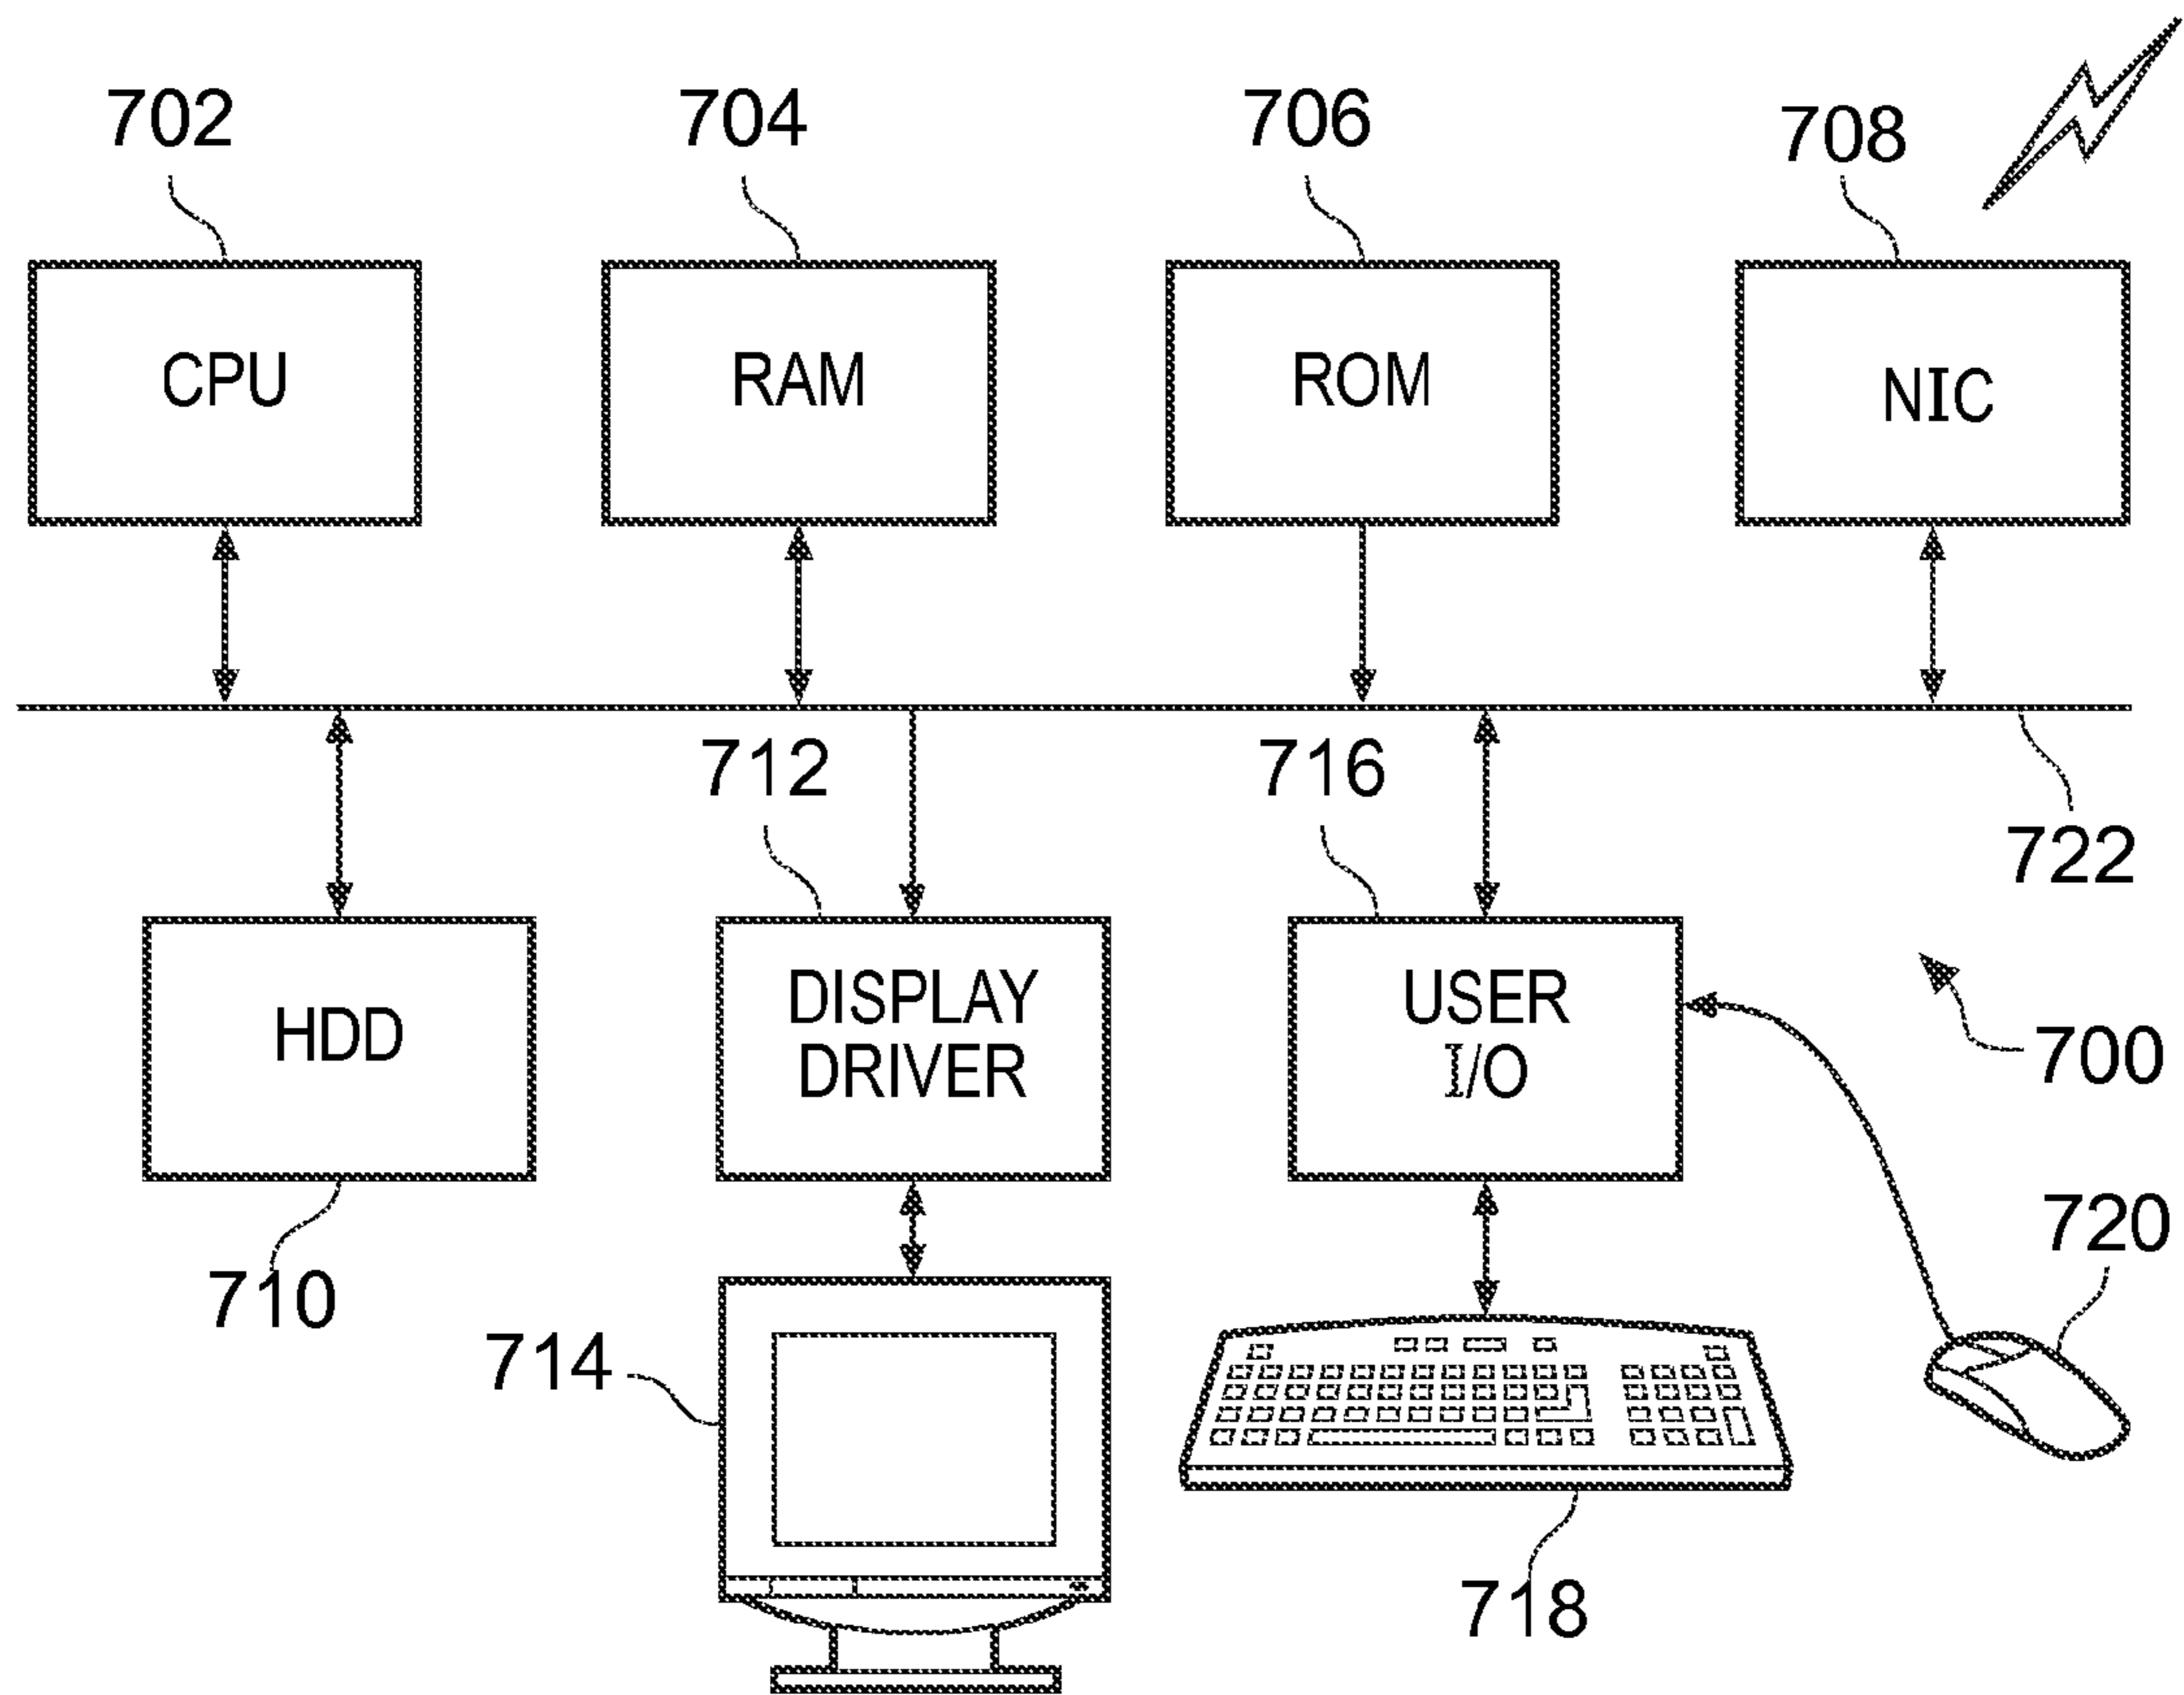 702
704
706
708
CPU
RAM
ROM
NIC
712
716
722
HDD
DISPLAY
DRIVER
USER
I/O
700
710
714
720
718